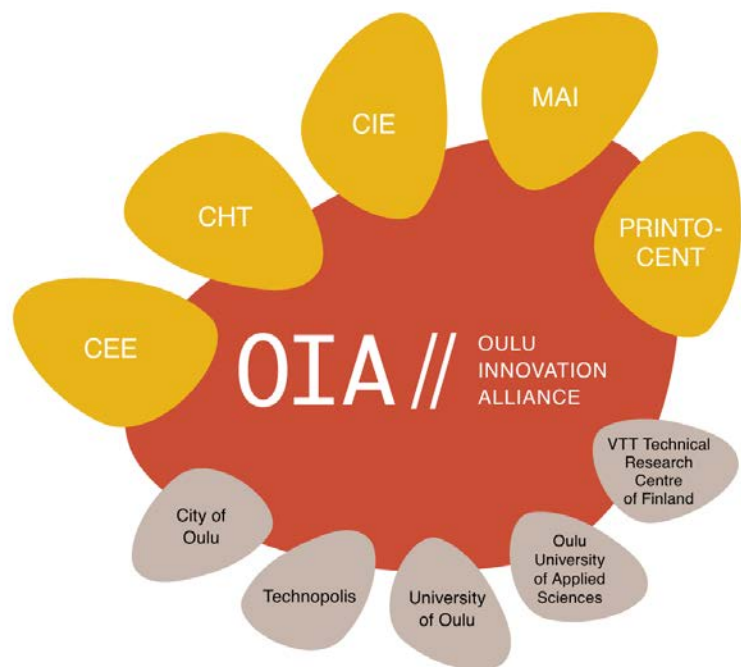 MAI
CIE
CHT
PRINTO-
CENT
CEE
OIA//
OULU
INNOVATION
ALLIANCE
VTT Technical
Research
Centre
of Finland
City of
Oulu
Technopolis
University
of Oulu
Oulu
University
of Applied
Sciences